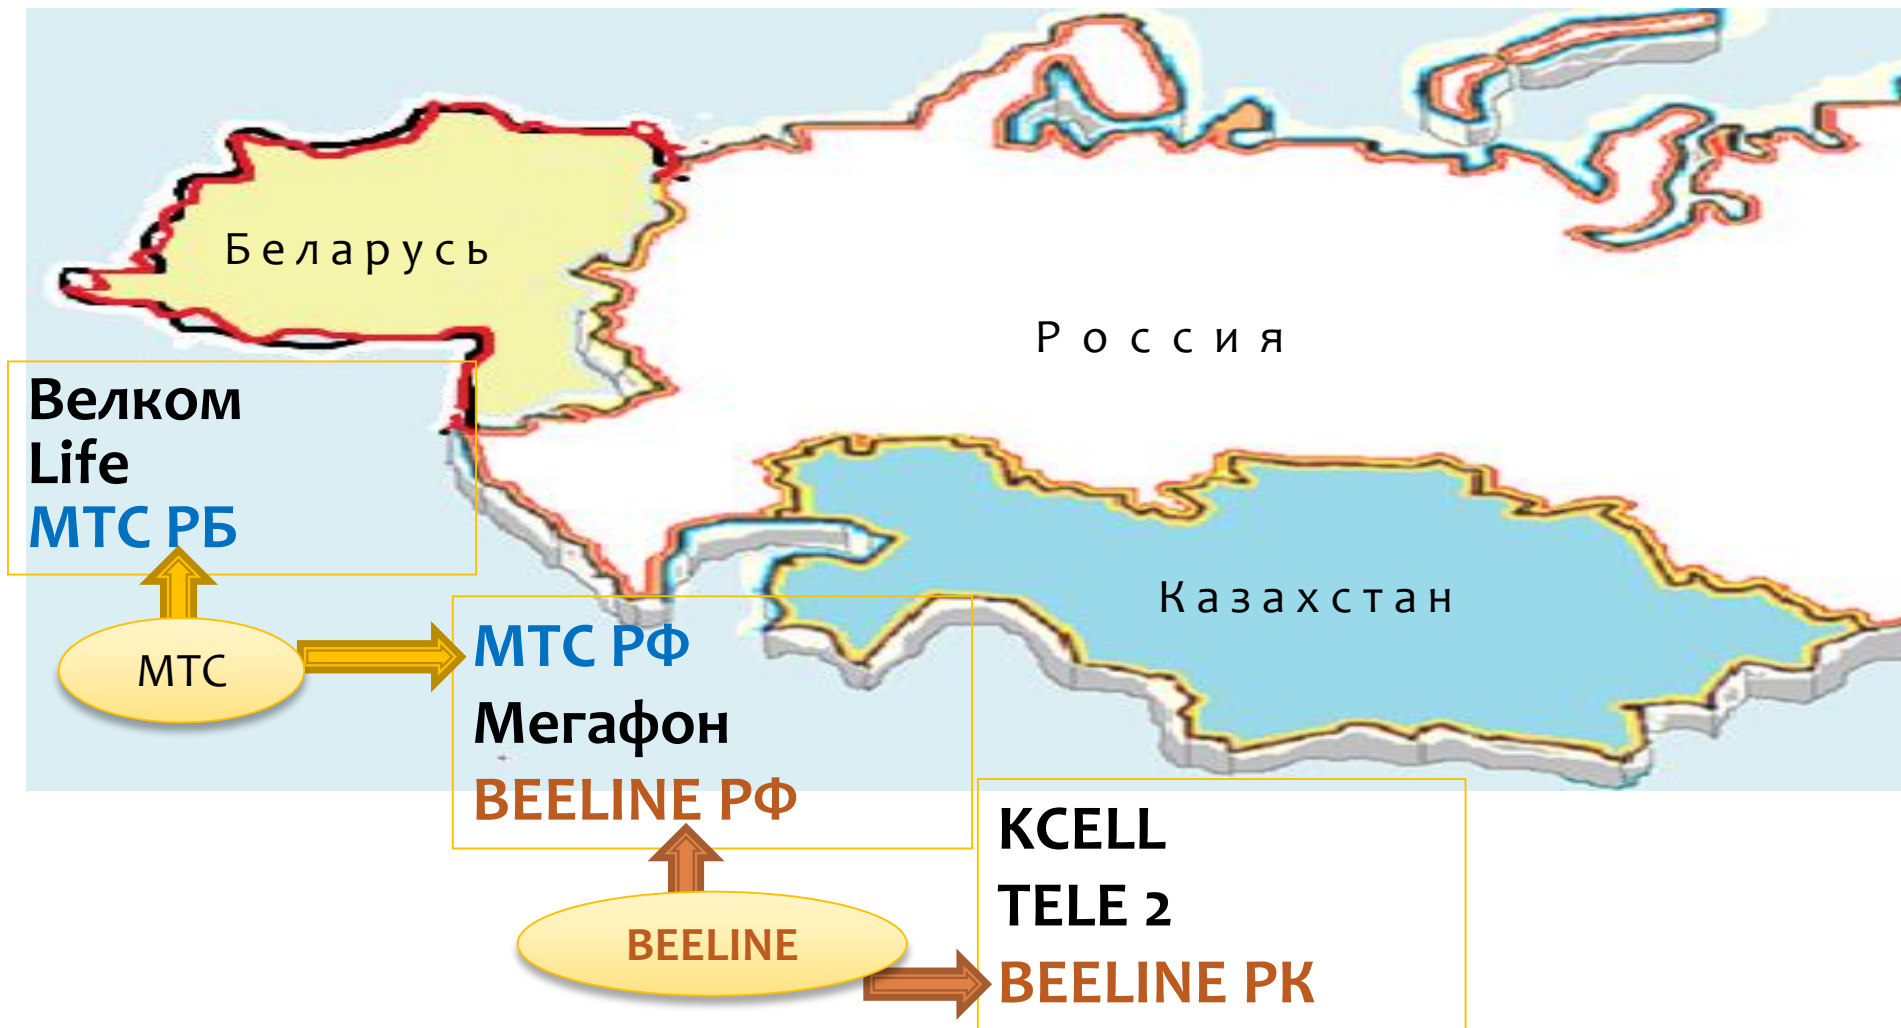 Беларусь
Россия
Казахстан
Велком
Life
МТС РБ
МТС
МТС РФ
Мегафон
BEELINE РФ
BEELINE
KCELL
TELE 2
BEELINE РК